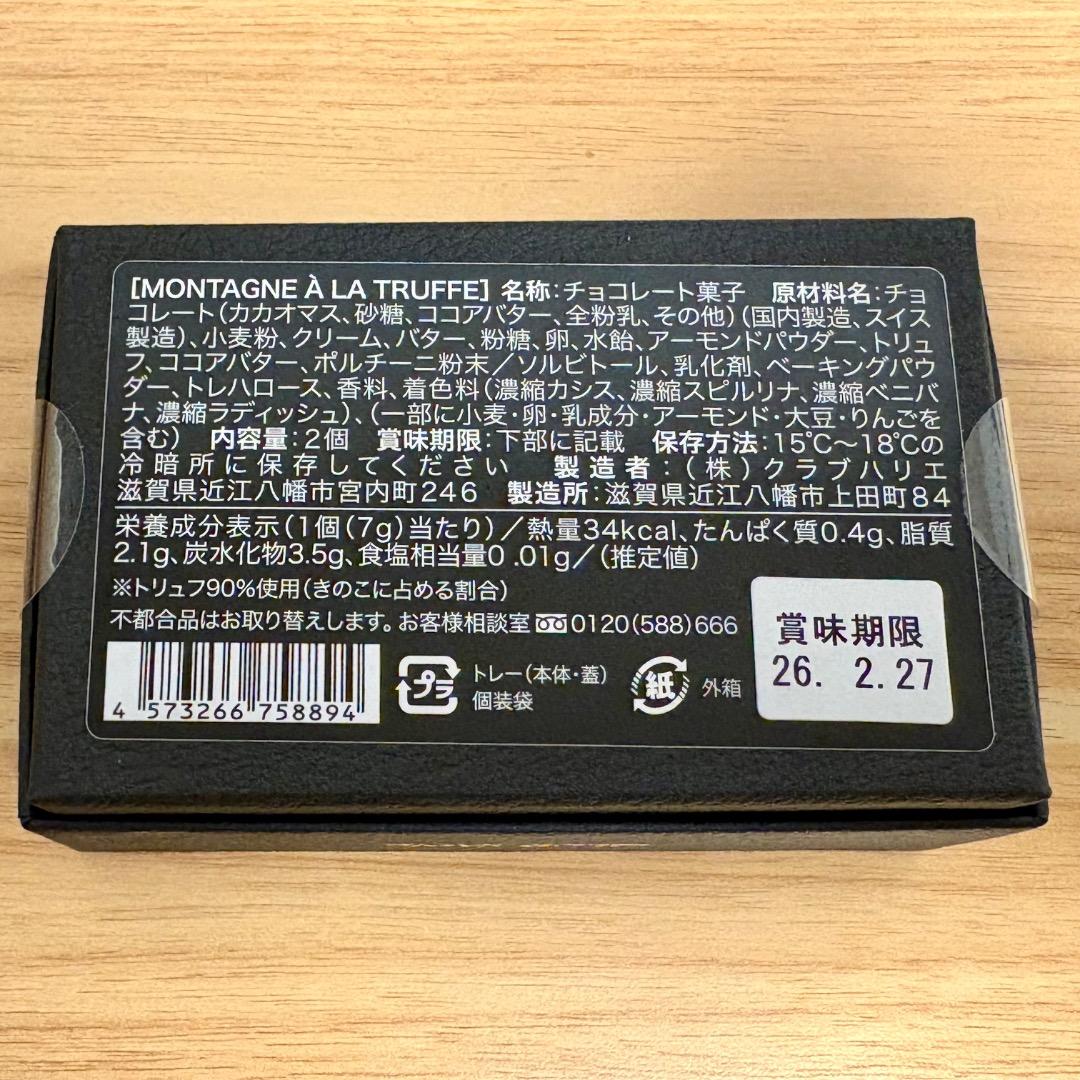 [MONTAGNE À LA TRUFFE] 名称:チョコレート菓子 原材料名:チョ
コレート(カカオマス、砂糖、ココアバター、全粉乳、その他)(国内製造、スイス
製造)、小麦粉、クリーム、バター、粉糖、卵、水飴、アーモンドパウダー、トリュ
フ、ココアバター、ポルチーニ粉末/ソルビトール、乳化剤、ベーキングパウ
ダー、トレハロース、香料、着色料(濃縮カシス、濃縮スピルリナ、濃縮ベニバ
ナ、濃縮ラディッシュ)、(一部に小麦・卵・乳成分・アーモンド・大豆・りんごを
含む) 内容量:2個 賞味期限:下部に記載 保存方法:15℃〜18℃の
冷暗所に保存してください 製造者:(株)クラブハリエ
滋賀県近江八幡市宮内町246 製造所:滋賀県近江八幡市上田町84
栄養成分表示(1個(7g)当たり)/熱量34kcal、たんぱく質0.4g、脂質
2.1g、炭水化物3.5g、食塩相当量0.01g/(推定値)
※トリュフ90%使用(きのこに占める割合)
不都合品はお取り替えします。お客様相談室 0120(588)666
賞味期限
26. 2.27
4 573266 758894
プラ
トレー(本体・蓋)
個装袋
紙
外箱